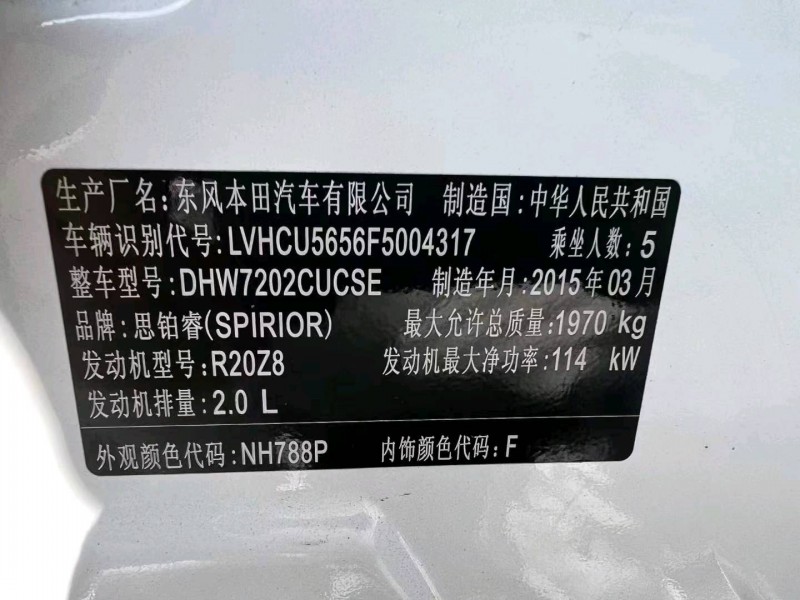 生产厂名:东风本田汽车有限公司 制造国:中华人民共和国
车辆识别代号:LVHCU5656F5004317 乘坐人数:5
整车型号:DHW7202CUCSE 制造年月:2015年03月
品牌:思铂睿(SPIRIOR) 最大允许总质量:1970 kg
发动机型号:R20Z8 发动机最大净功率:114 kW
发动机排量:2.0 L
外观颜色代码:NH788P 内饰颜色代码:F